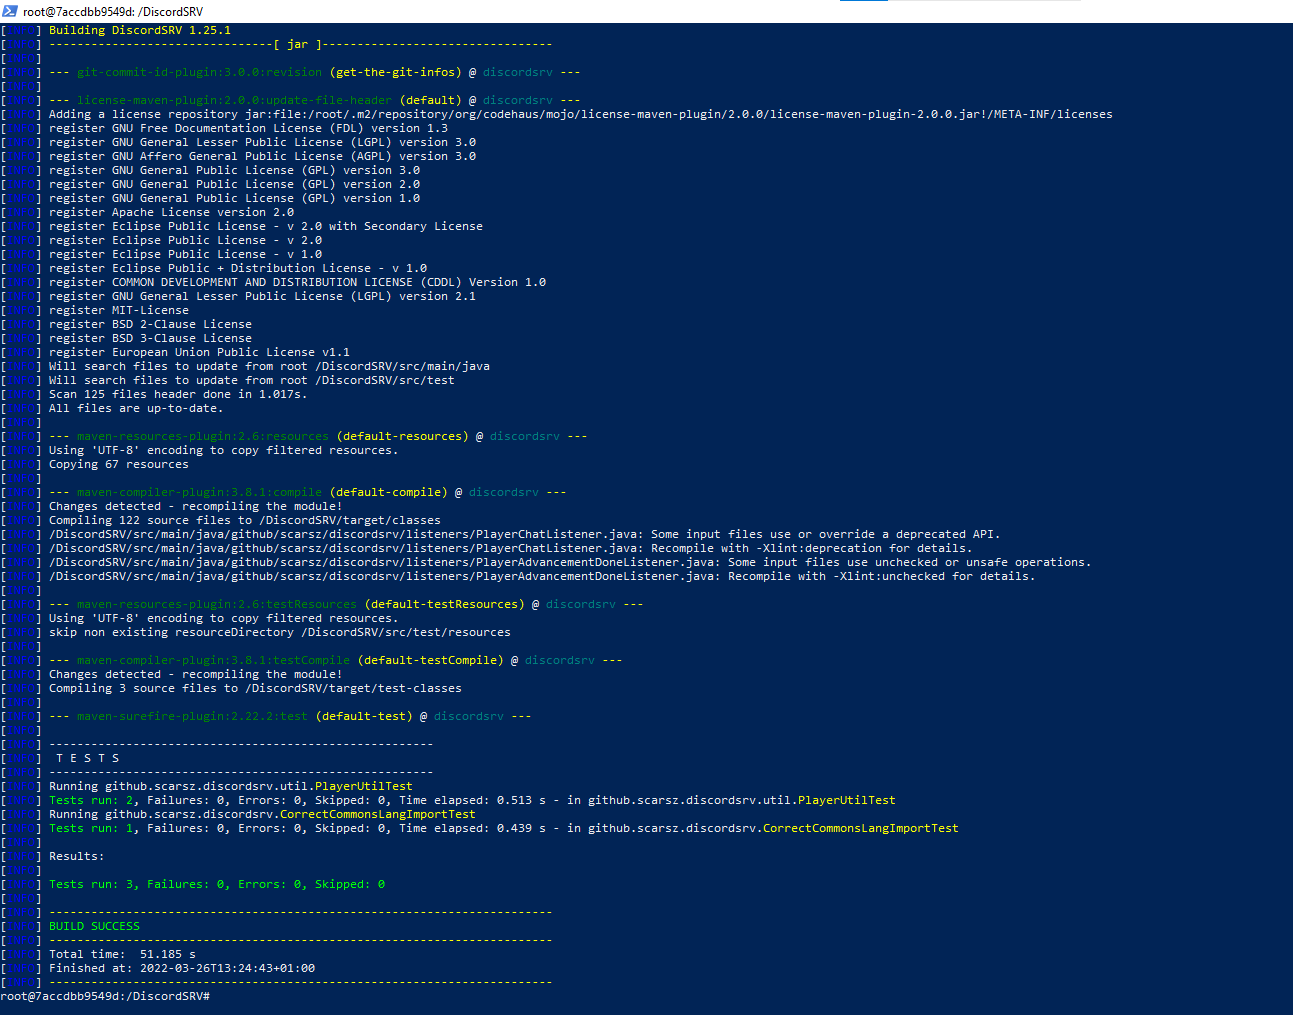 root@7accdbb9549d: /DiscordSRV
[INFO] Building DiscordSRV 1.25.1
[INFO] --------------------------------[ jar ]---------------------------------
[INFO]
[INFO] --- git-commit-id-plugin:3.0.0:revision (get-the-git-infos) @ discordsrv ---
[INFO]
[INFO] --- license-maven-plugin:2.0.0:update-file-header (default) @ discordsrv ---
[INFO] Adding a license repository jar:file:/root/.m2/repository/org/codehaus/mojo/license-maven-plugin/2.0.0/license-maven-plugin-2.0.0.jar!/META-INF/licenses
[INFO] register GNU Free Documentation License (FDL) version 1.3
[INFO] register GNU General Lesser Public License (LGPL) version 3.0
[INFO] register GNU Affero General Public License (AGPL) version 3.0
[INFO] register GNU General Public License (GPL) version 3.0
[INFO] register GNU General Public License (GPL) version 2.0
[INFO] register GNU General Public License (GPL) version 1.0
[INFO] register Apache License version 2.0
[INFO] register Eclipse Public License - v 2.0 with Secondary License
[INFO] register Eclipse Public License - v 2.0
[INFO] register Eclipse Public License - v 1.0
[INFO] register Eclipse Public + Distribution License - v 1.0
[INFO] register COMMON DEVELOPMENT AND DISTRIBUTION LICENSE (CDDL) Version 1.0
[INFO] register GNU General Lesser Public License (LGPL) version 2.1
[INFO] register MIT-License
[INFO] register BSD 2-Clause License
[INFO] register BSD 3-Clause License
[INFO] register European Union Public License v1.1
[INFO] Will search files to update from root /DiscordSRV/src/main/java
[INFO] Will search files to update from root /DiscordSRV/src/test
[INFO] Scan 125 files header done in 1.017s.
[INFO] All files are up-to-date.
[INFO]
[INFO] --- maven-resources-plugin:2.6:resources (default-resources) @ discordsrv ---
[INFO] Using 'UTF-8' encoding to copy filtered resources.
[INFO] Copying 67 resources
[INFO]
[INFO] --- maven-compiler-plugin:3.8.1:compile (default-compile) @ discordsrv ---
[INFO] Changes detected - recompiling the module!
[INFO] Compiling 122 source files to /DiscordSRV/target/classes
[INFO] /DiscordSRV/src/main/java/github/scarsz/discordsrv/listeners/PlayerChatListener.java: Some input files use or override a deprecated API.
[INFO] /DiscordSRV/src/main/java/github/scarsz/discordsrv/listeners/PlayerChatListener.java: Recompile with -Xlint:deprecation for details.
[INFO] /DiscordSRV/src/main/java/github/scarsz/discordsrv/listeners/PlayerAdvancementDoneListener.java: Some input files use unchecked or unsafe operations.
[INFO] /DiscordSRV/src/main/java/github/scarsz/discordsrv/listeners/PlayerAdvancementDoneListener.java: Recompile with -Xlint:unchecked for details.
[INFO]
[INFO] --- maven-resources-plugin:2.6:testResources (default-testResources) @ discordsrv ---
[INFO] Using 'UTF-8' encoding to copy filtered resources.
[INFO] skip non existing resourceDirectory /DiscordSRV/src/test/resources
[INFO]
[INFO] --- maven-compiler-plugin:3.8.1:testCompile (default-testCompile) @ discordsrv ---
[INFO] Changes detected - recompiling the module!
[INFO] Compiling 3 source files to /DiscordSRV/target/test-classes
[INFO]
[INFO] --- maven-surefire-plugin:2.22.2:test (default-test) @ discordsrv ---
[INFO]
[INFO] -------------------------------------------------------
[INFO]  T E S T S
[INFO] -------------------------------------------------------
[INFO] Running github.scarsz.discordsrv.util.PlayerUtilTest
[INFO] Tests run: 2, Failures: 0, Errors: 0, Skipped: 0, Time elapsed: 0.513 s - in github.scarsz.discordsrv.util.PlayerUtilTest
[INFO] Running github.scarsz.discordsrv.CorrectCommonsLangImportTest
[INFO] Tests run: 1, Failures: 0, Errors: 0, Skipped: 0, Time elapsed: 0.439 s - in github.scarsz.discordsrv.CorrectCommonsLangImportTest
[INFO]
[INFO] Results:
[INFO]
[INFO] Tests run: 3, Failures: 0, Errors: 0, Skipped: 0
[INFO]
[INFO] ------------------------------------------------------------------------
[INFO] BUILD SUCCESS
[INFO] ------------------------------------------------------------------------
[INFO] Total time:  51.185 s
[INFO] Finished at: 2022-03-26T13:24:43+01:00
[INFO] ------------------------------------------------------------------------
root@7accdbb9549d:/DiscordSRV#